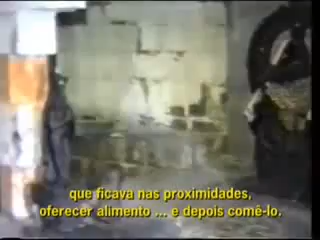 que ficava nas proximidades,
oferecer alimento ... e depois comê-lo.